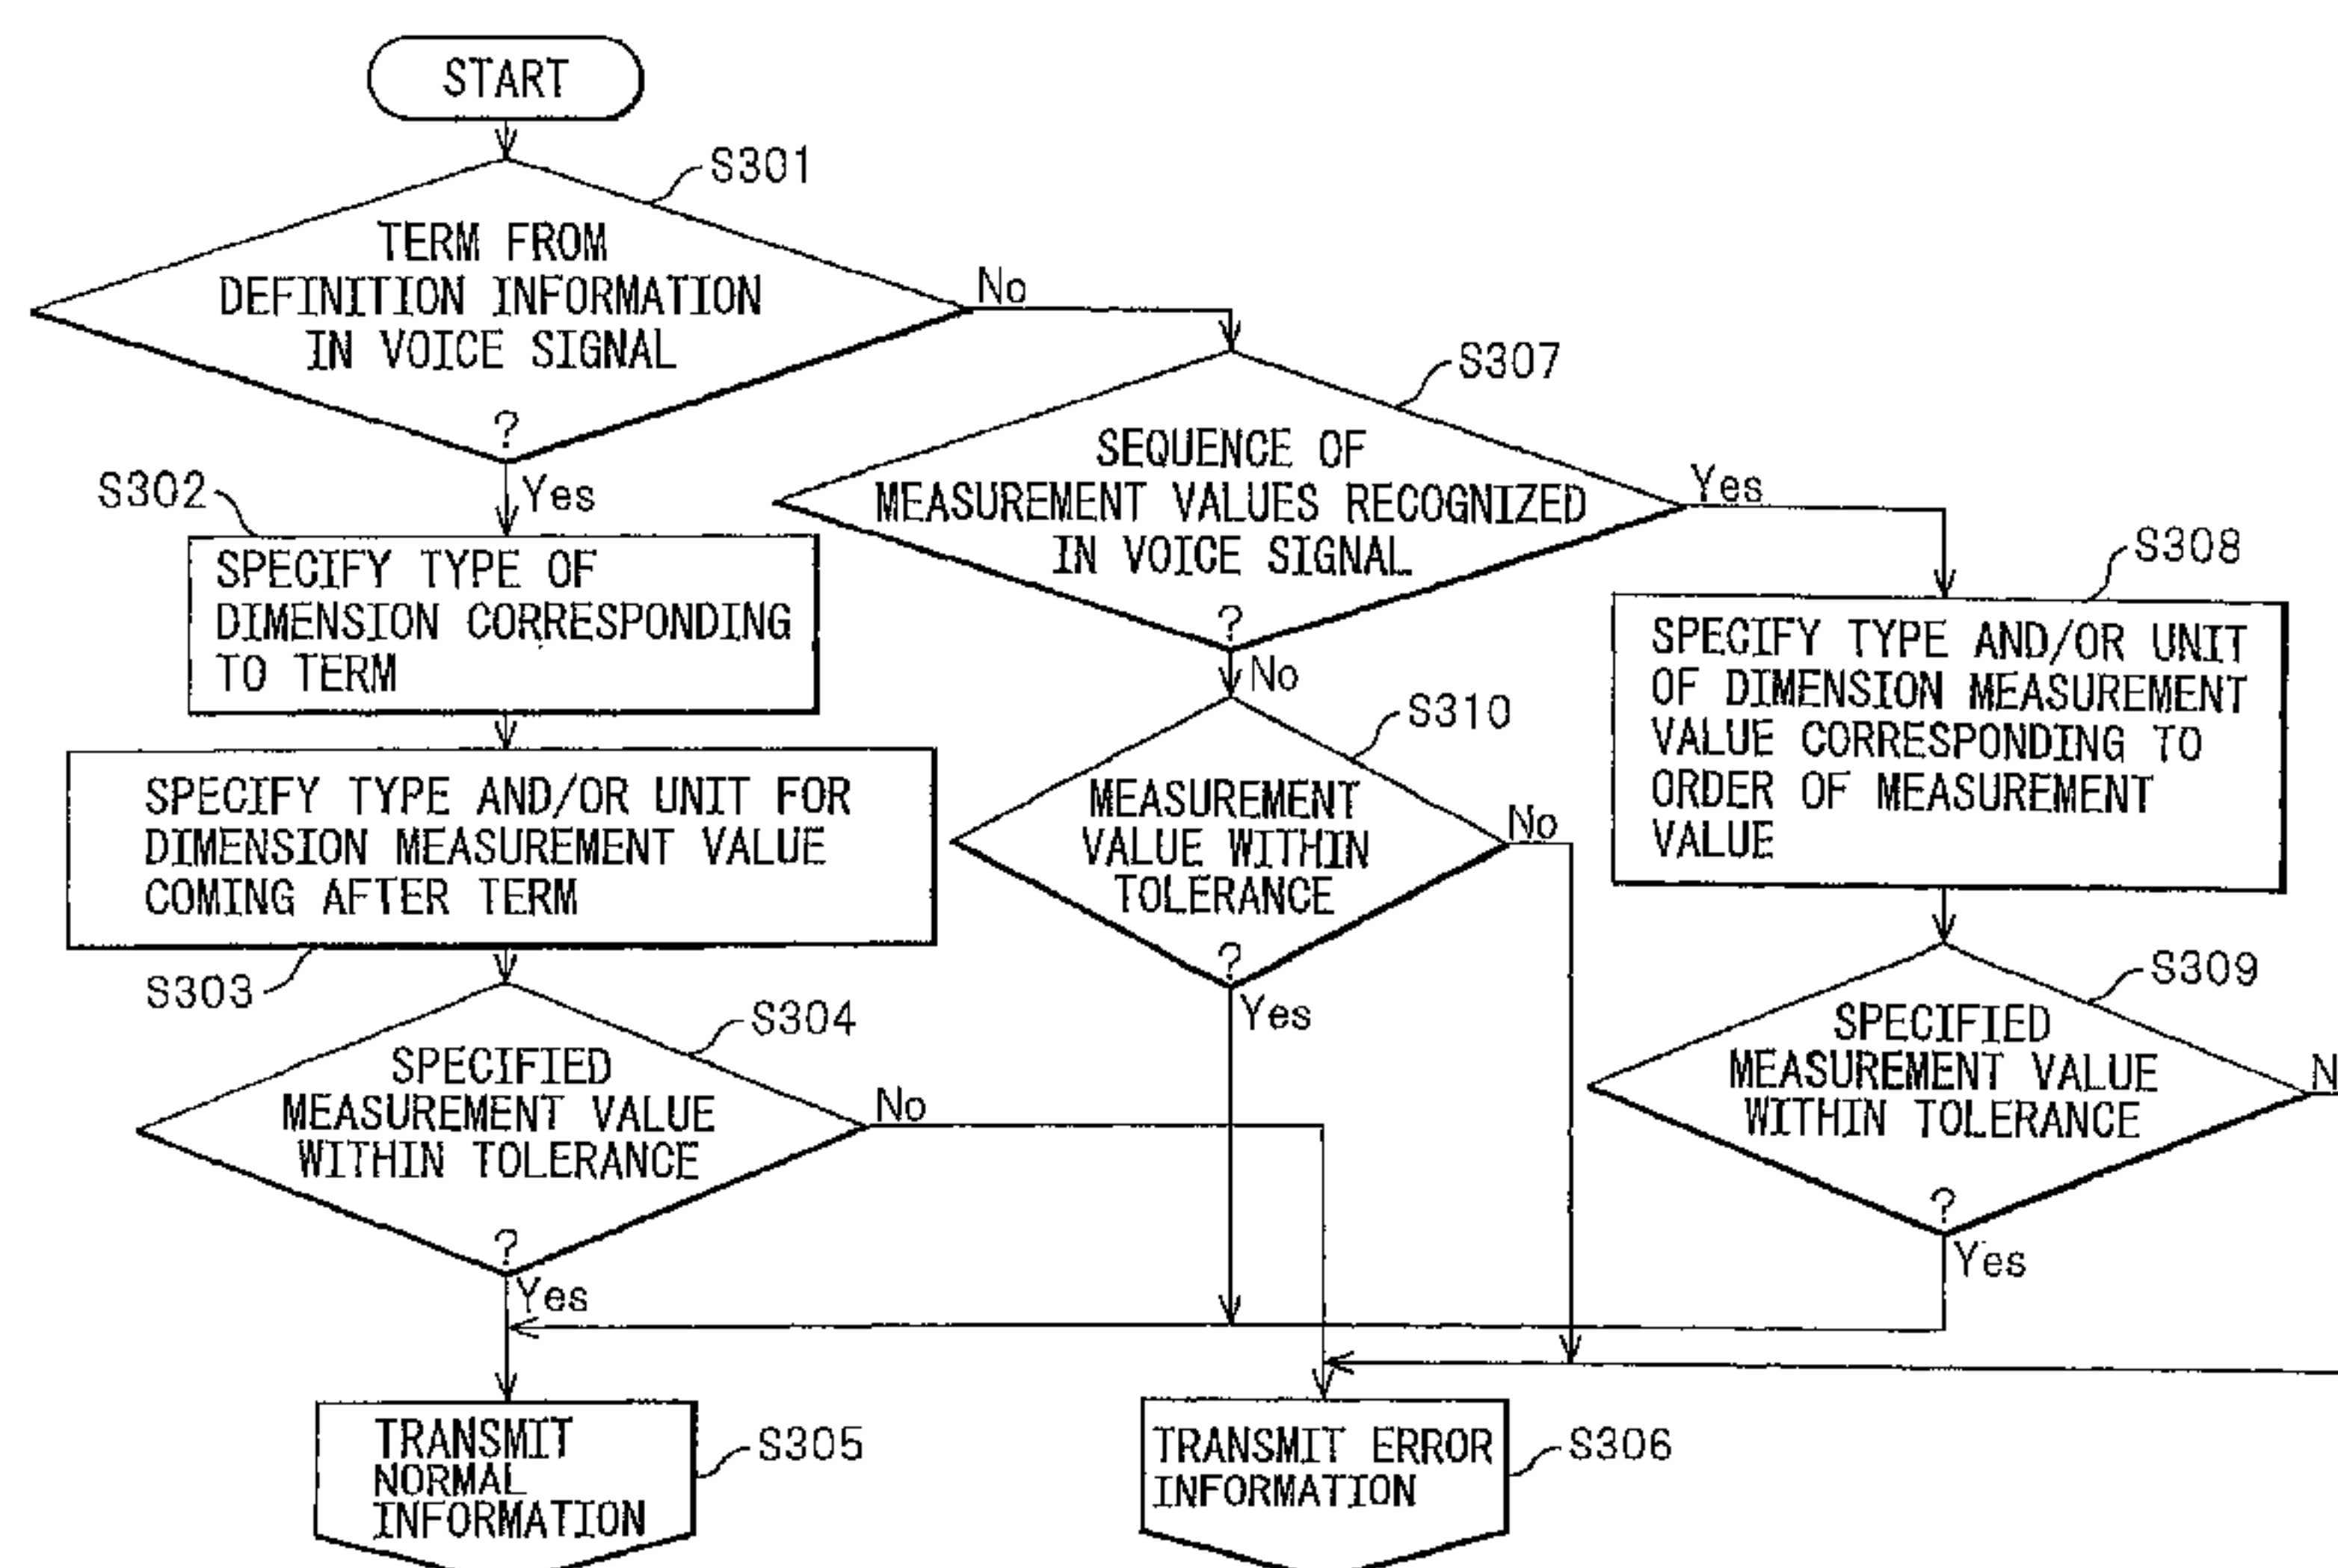 START
S301
TERM FROM
DEFINITION INFORMATION
IN VOICE SIGNAL
?
No
Yes
S307
SEQUENCE OF
MEASUREMENT VALUES RECOGNIZED
IN VOICE SIGNAL
?
Yes
No
S302
SPECIFY TYPE OF
DIMENSION CORRESPONDING
TO TERM
S308
SPECIFY TYPE AND/OR UNIT
OF DIMENSION MEASUREMENT
VALUE CORRESPONDING TO
ORDER OF MEASUREMENT
VALUE
S310
MEASUREMENT
VALUE WITHIN
TOLERANCE
?
No
Yes
SPECIFY TYPE AND/OR UNIT FOR
DIMENSION MEASUREMENT VALUE
COMING AFTER TERM
S303
S304
SPECIFIED
MEASUREMENT VALUE
WITHIN TOLERANCE
?
No
Yes
S309
SPECIFIED
MEASUREMENT VALUE
WITHIN TOLERANCE
?
N
Yes
TRANSMIT
NORMAL
INFORMATION
S305
TRANSMIT ERROR
INFORMATION
S306